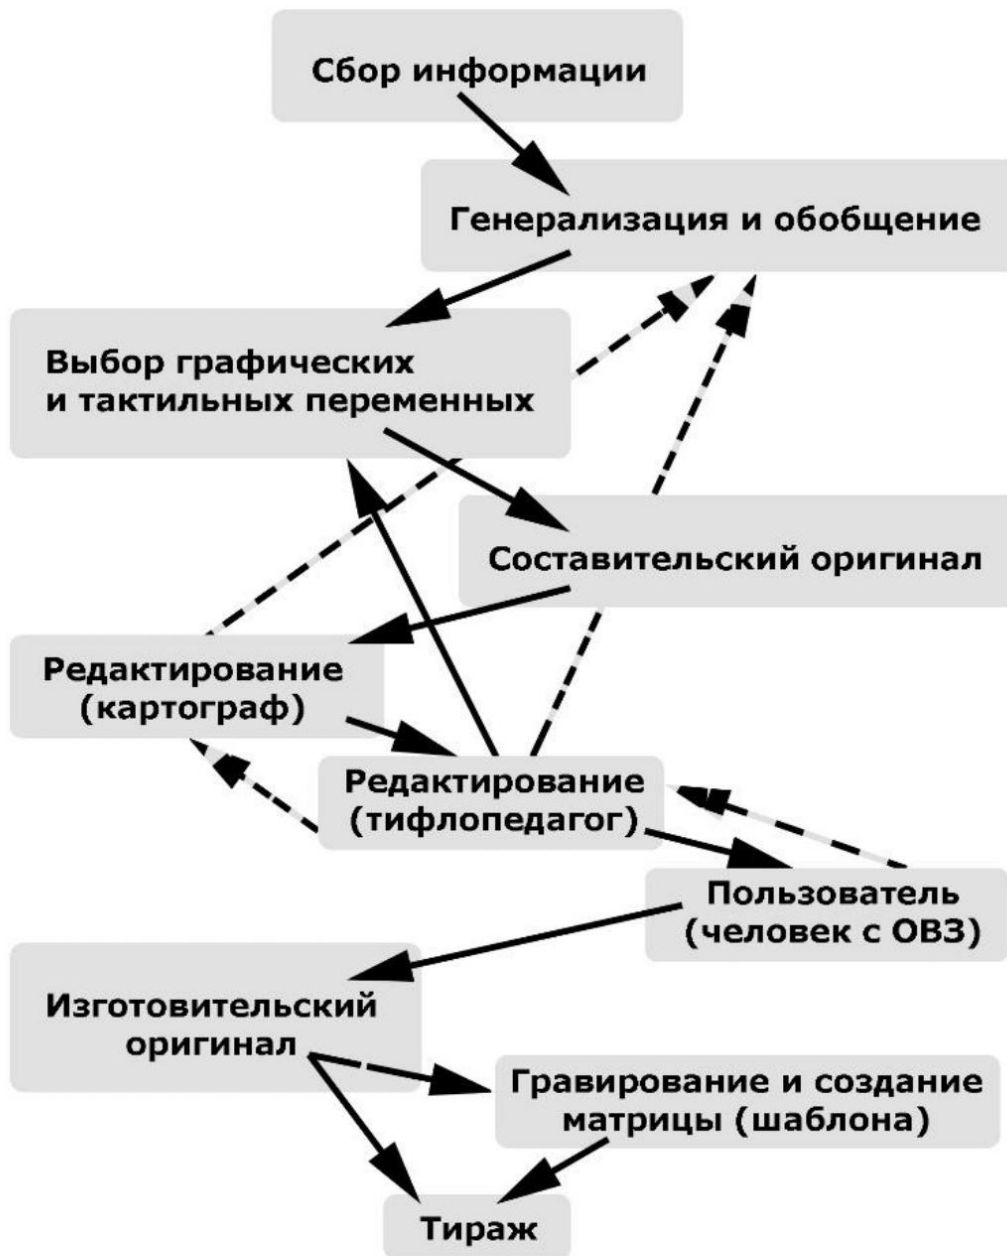 Сбор информации
Генерализация и обобщение
Выбор графических
и тактильных переменных
Составительский оригинал
Редактирование
(картограф)
Редактирование
(тифлопедагог)
Пользователь
(человек с ОВЗ)
Изготовительский
оригинал
Гравирование и создание
матрицы (шаблона)
Тираж